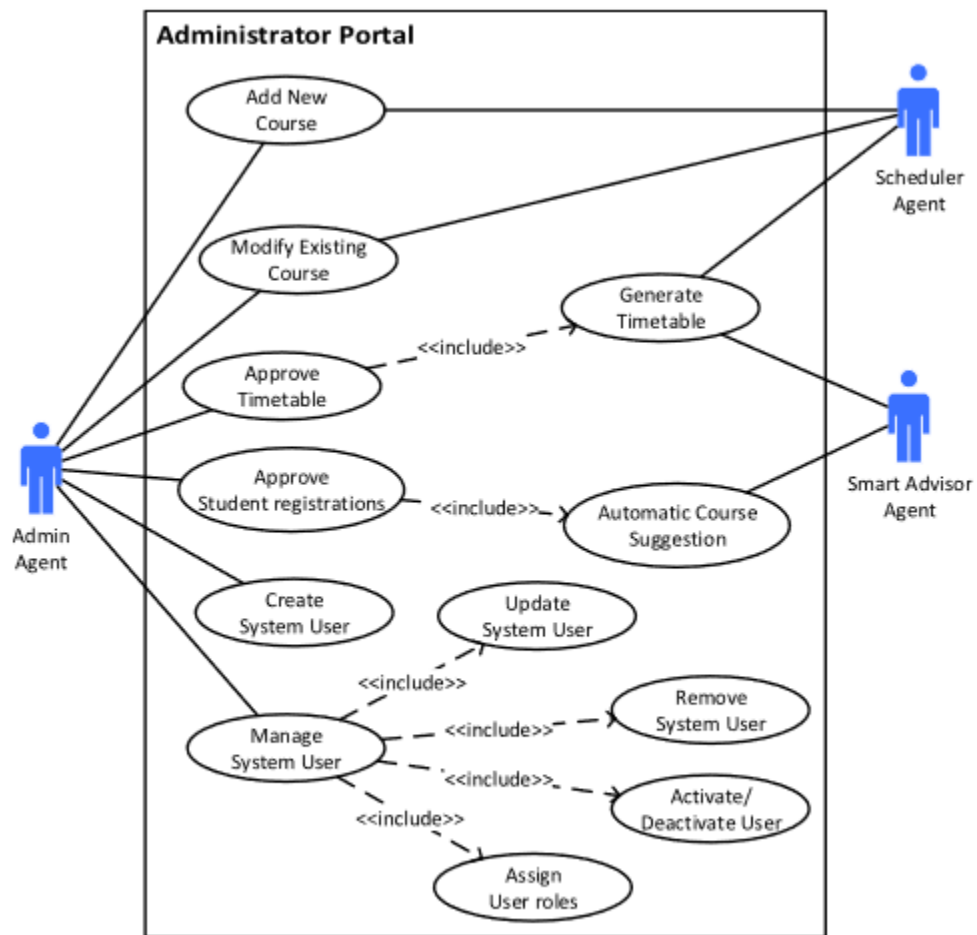 Administrator Portal
Add New
Course
Scheduler
Agent
Modify Existing
Course
Generate
Timetable
<<include>>
Approve
Timetable
Approve
Student registrations
<<include>>
Automatic Course
Suggestion
Smart Advisor
Agent
Admin
Agent
Create
System User
Update
System User
<<include>>
Remove
System User
<<include>>
Manage
System User
<<include>>
Activate/
Deactivate User
<<include>>
Assign
User roles